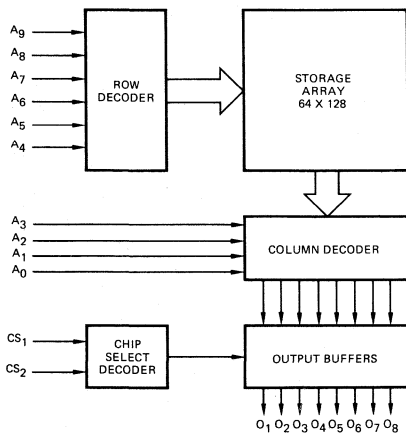 A9
A8
A7
A6
A5
A4
ROW
DECODER
STORAGE
ARRAY
64 X 128
A3
A2
A1
A0
COLUMN DECODER
CS1
CS2
CHIP
SELECT
DECODER
OUTPUT BUFFERS
O1 O2 O3 O4 O5 O6 O7 O8